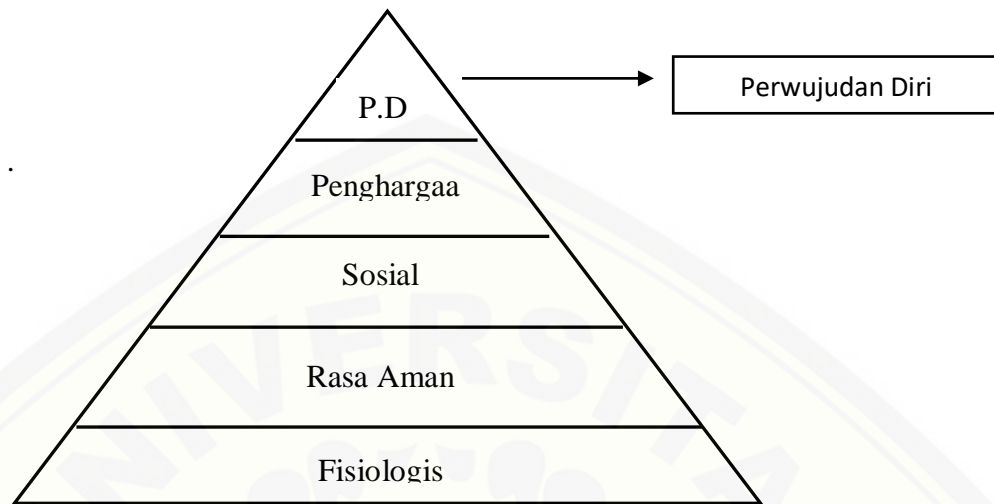 P.D
Perwujudan Diri
.
Penghargaa
Sosial
Rasa Aman
Fisiologis